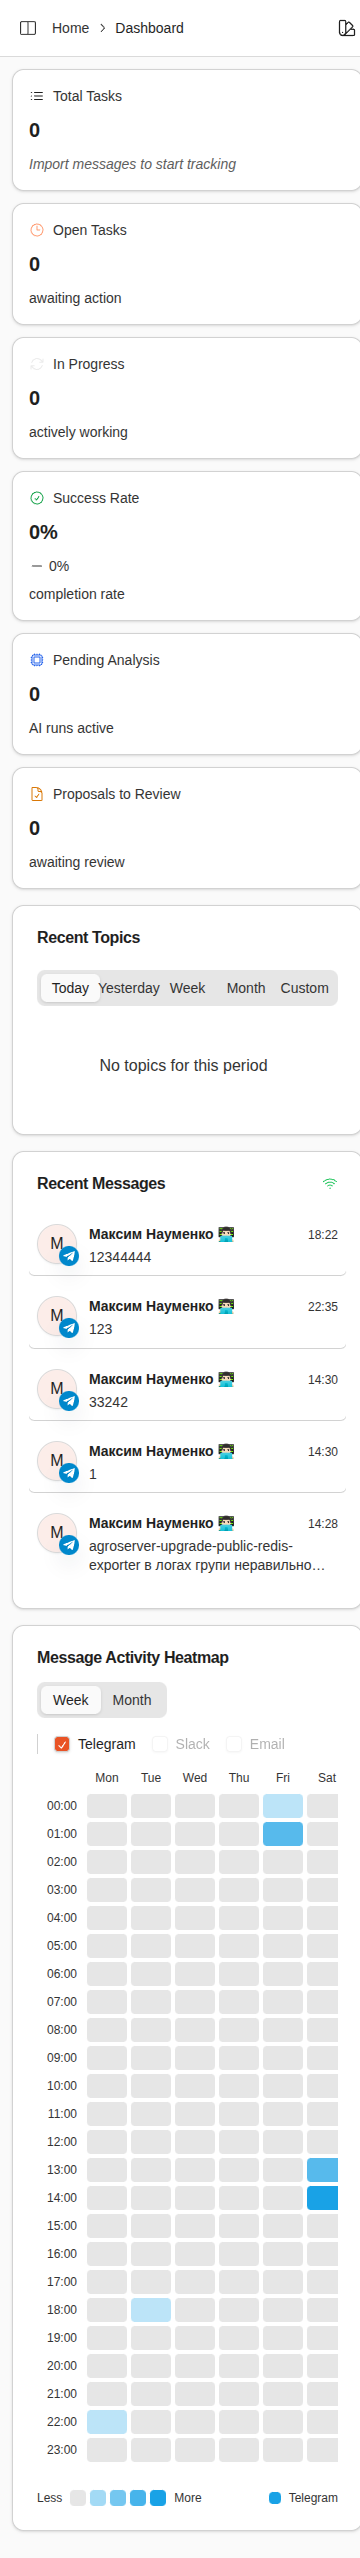 Home > Dashboard
Total Tasks
0
Import messages to start tracking
Open Tasks
0
awaiting action
In Progress
0
actively working
Success Rate
0%
— 0%
completion rate
Pending Analysis
0
AI runs active
Proposals to Review
0
awaiting review
Recent Topics
Today Yesterday Week Month Custom
No topics for this period
Recent Messages
М Максим Науменко 👨🏻‍💻 18:22
12344444
М Максим Науменко 👨🏻‍💻 22:35
123
М Максим Науменко 👨🏻‍💻 14:30
33242
М Максим Науменко 👨🏻‍💻 14:30
1
М Максим Науменко 👨🏻‍💻 14:28
agroserver-upgrade-public-redis-
exporter в логах групи неравильно…
Message Activity Heatmap
Week Month
Telegram Slack Email
Mon Tue Wed Thu Fri Sat
00:00
01:00
02:00
03:00
04:00
05:00
06:00
07:00
08:00
09:00
10:00
11:00
12:00
13:00
14:00
15:00
16:00
17:00
18:00
19:00
20:00
21:00
22:00
23:00
Less More Telegram